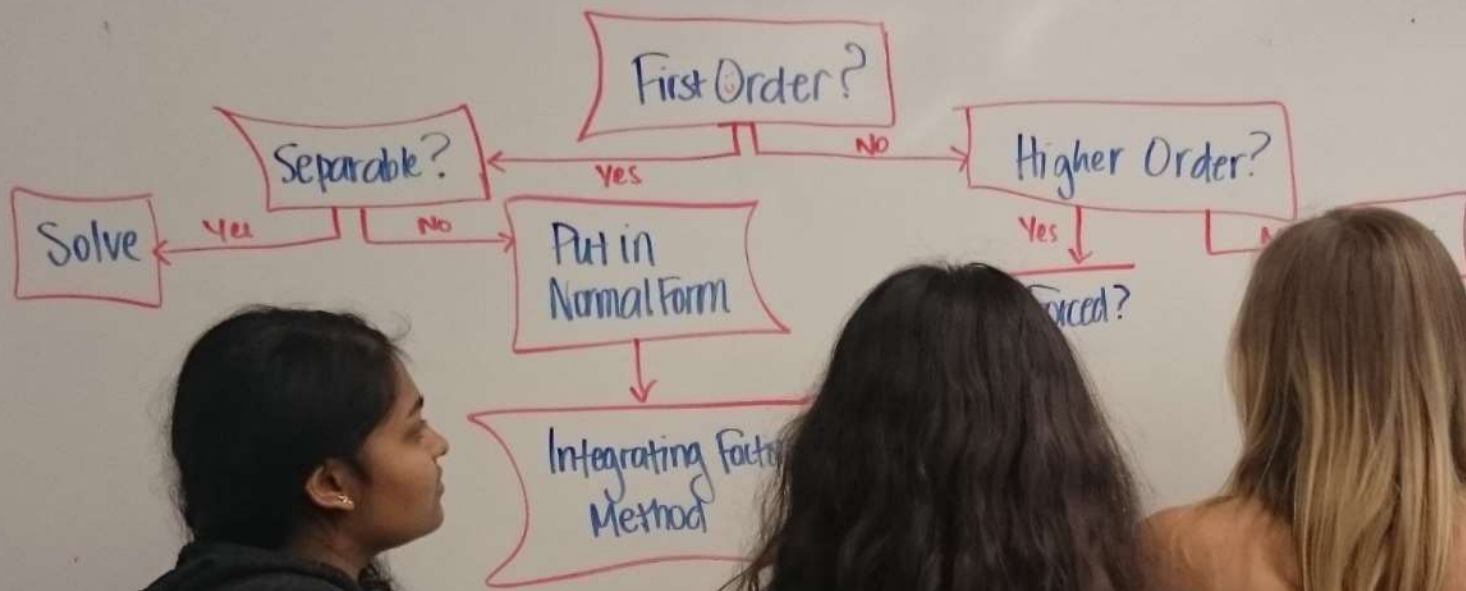 First Order?
Yes
No
Separable?
Yes
No
Solve
Put in
Normal Form
Integrating
Method
Higher Order?
Yes